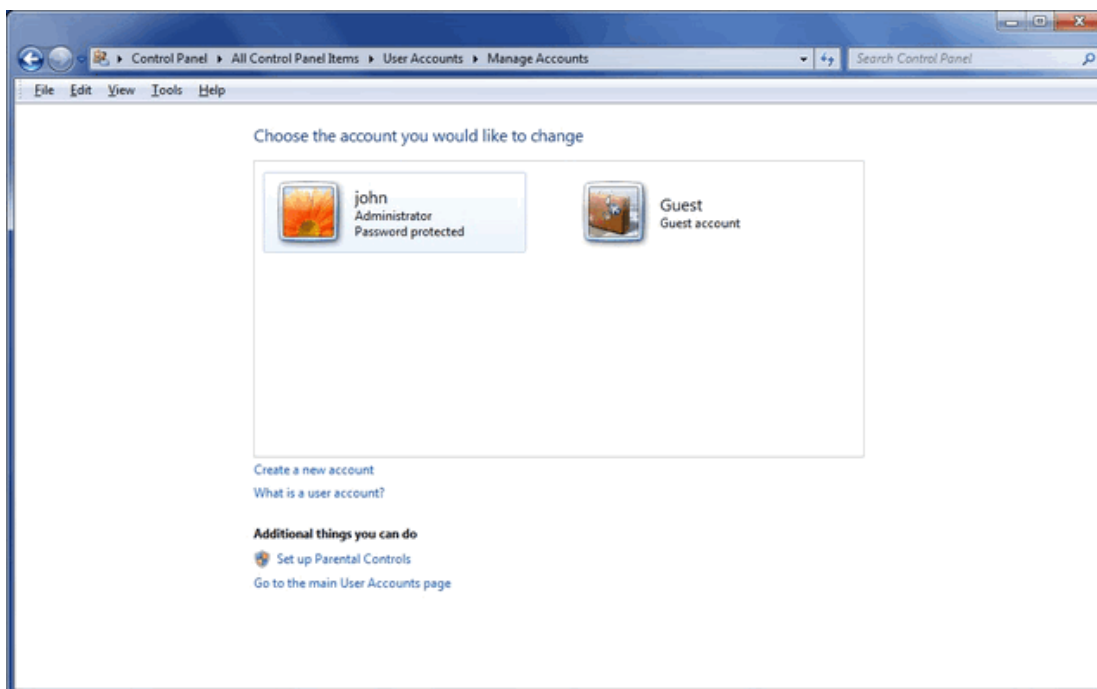 Control Panel ▸ All Control Panel Items ▸ User Accounts ▸ Manage Accounts
Search Control Panel
File Edit View Tools Help
Choose the account you would like to change
john
Administrator
Password protected
Guest
Guest account
Create a new account
What is a user account?
Additional things you can do
Set up Parental Controls
Go to the main User Accounts page